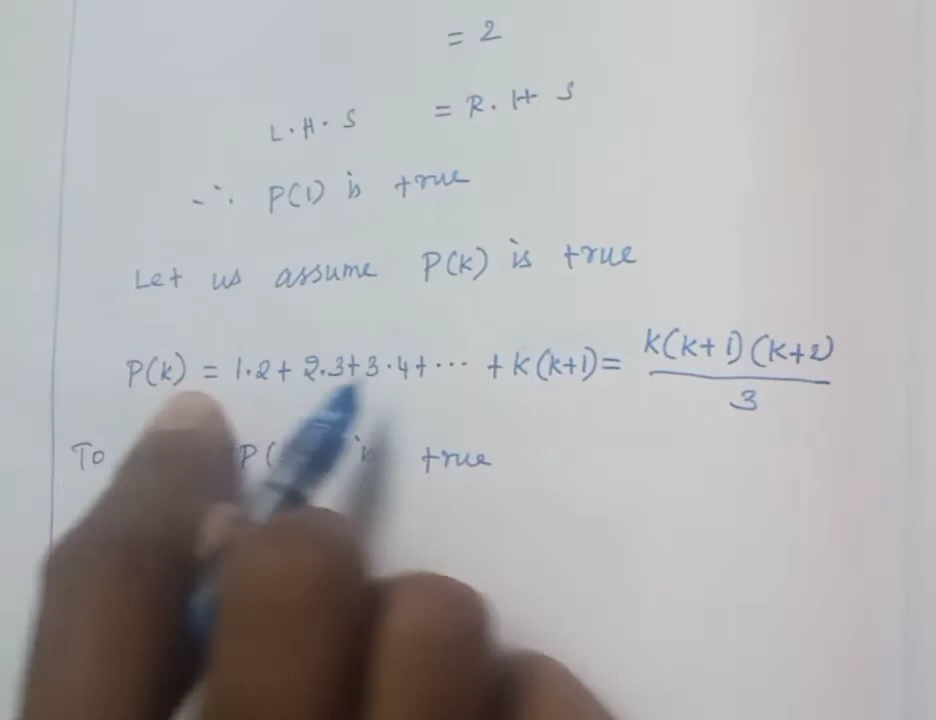 = 2
L.H.S = R.H S
∴ P(1) is true
Let us assume P(K) is true
P(k) = 1.2 + 2.3+3.4+ ... + K(K+1) = K(K+1)(K+2) / 3
To P( is true